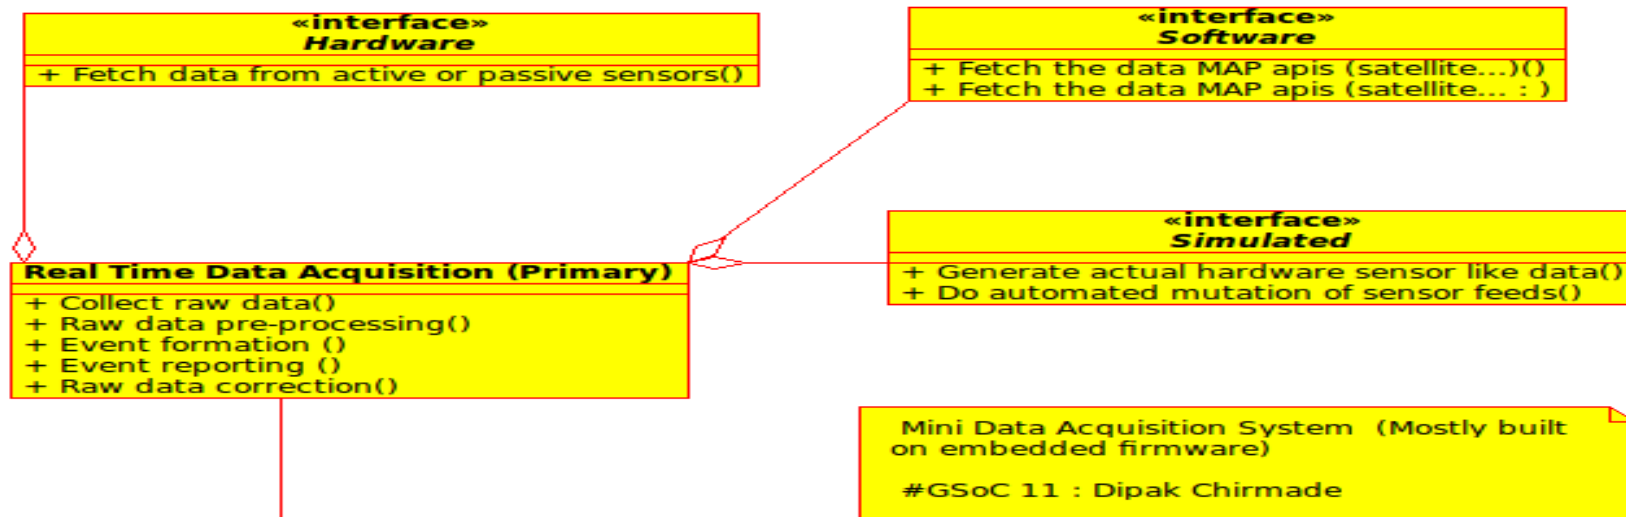 «interface»
Hardware
+ Fetch data from active or passive sensors()
«interface»
Software
+ Fetch the data MAP apis (satellite...)()
+ Fetch the data MAP apis (satellite... : )
«interface»
Simulated
+ Generate actual hardware sensor like data()
+ Do automated mutation of sensor feeds()
Real Time Data Acquisition (Primary)
+ Collect raw data()
+ Raw data pre-processing()
+ Event formation ()
+ Event reporting ()
+ Raw data correction()
Mini Data Acquisition System (Mostly built
on embedded firmware)
#GSoC 11 : Dipak Chirmade